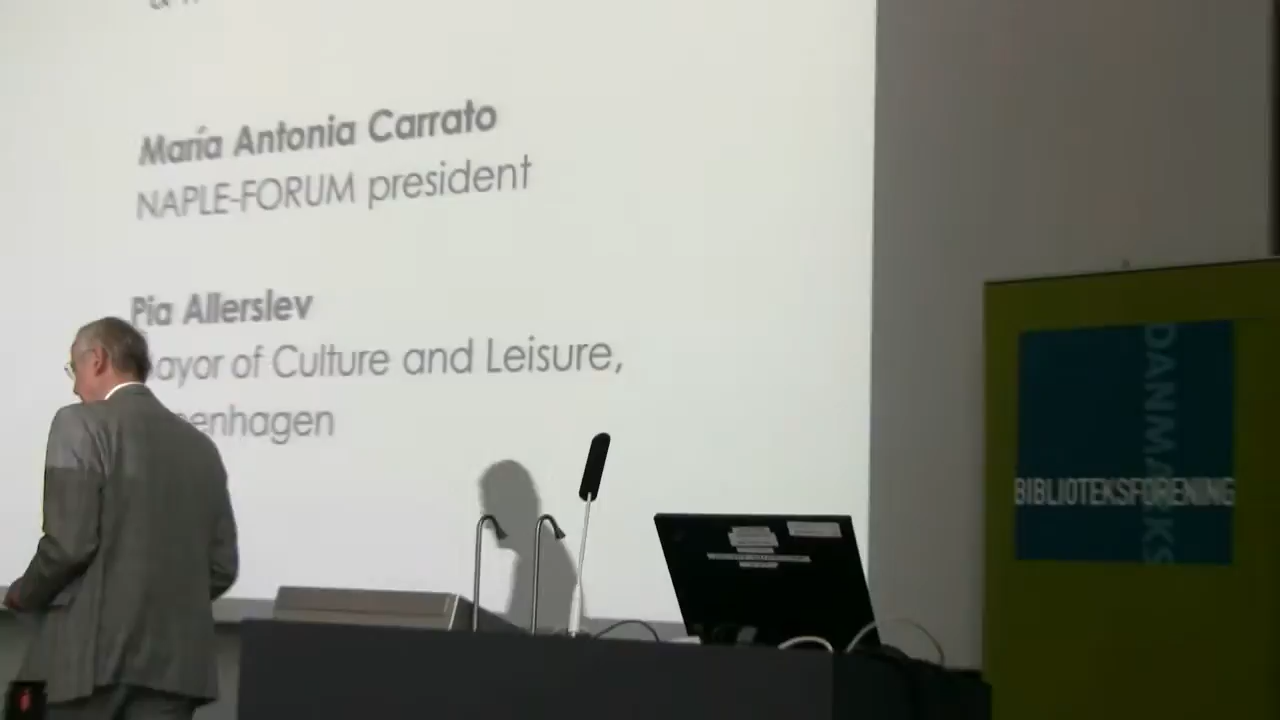 María Antonia Carrato
NAPLE-FORUM president
Pia Allerslev
ayor of Culture and Leisure,
enhagen
DANMARKS
BIBLIOTEKSFORENING